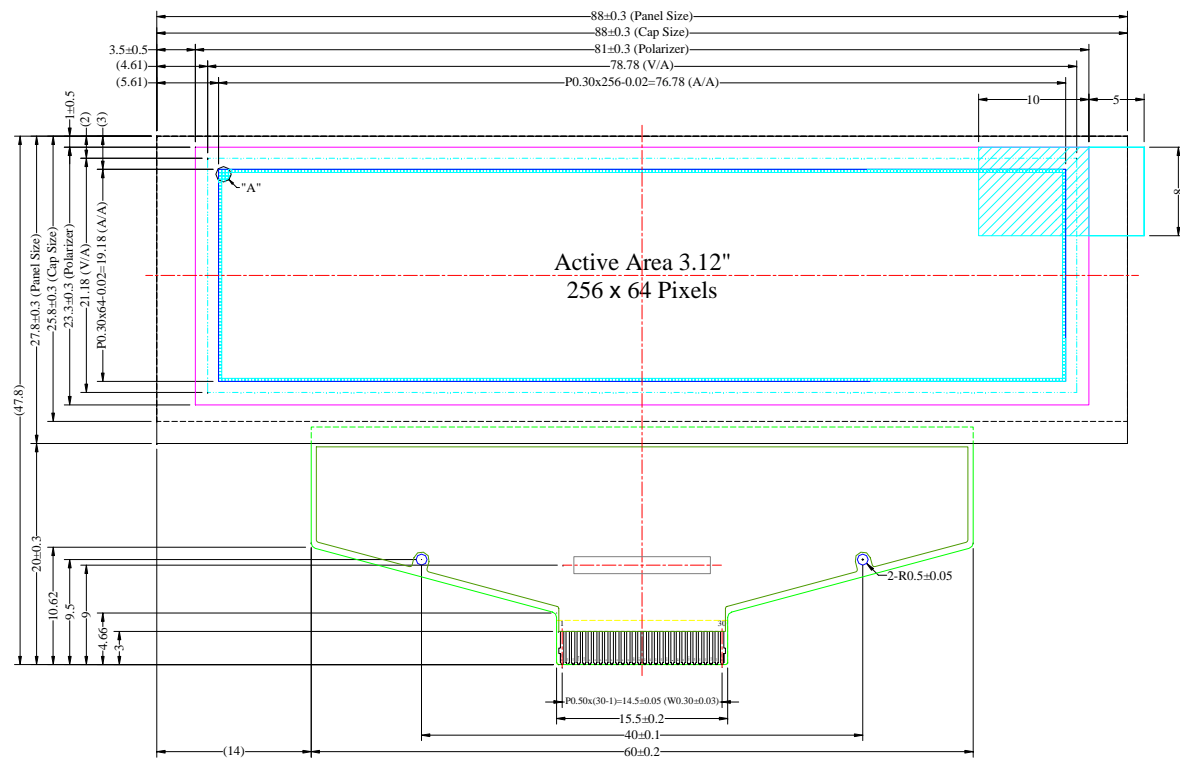 88±0.3 (Panel Size)
88±0.3 (Cap Size)
3.5±0.5
81±0.3 (Polarizer)
(4.61)
78.78 (V/A)
(5.61)
P0.30x256-0.02=76.78 (A/A)
10
5
1±0.5
(2)
(3)
8
"A"
Active Area 3.12"
256 x 64 Pixels
(47.8)
27.8±0.3 (Panel Size)
25.8±0.3 (Cap Size)
23.3±0.3 (Polarizer)
21.18 (V/A)
P0.30x64-0.02=19.18 (A/A)
20±0.3
10.62
9.5
9
4.66
3
2-R0.5±0.05
1
30
P0.50x(30-1)=14.5±0.05 (W0.30±0.03)
15.5±0.2
40±0.1
(14)
60±0.2